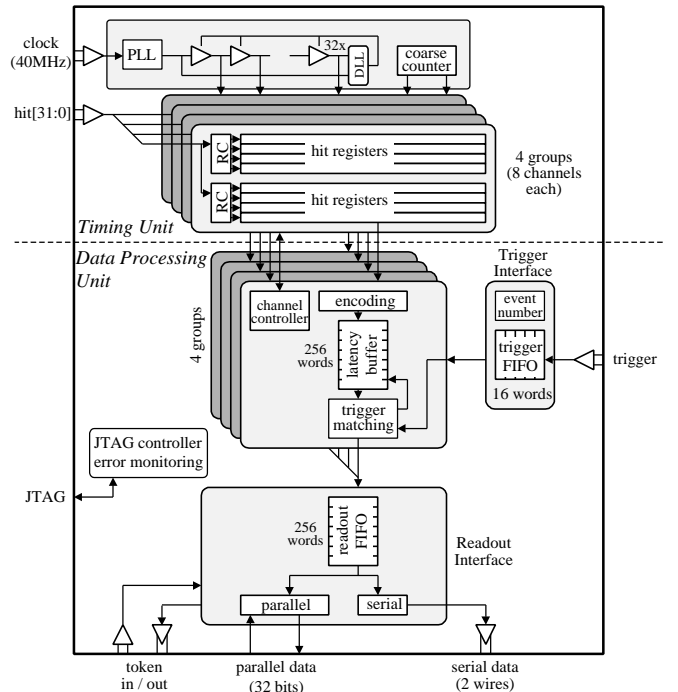 clock
(40MHz)
PLL
32x
DLL
coarse
counter
hit[31:0]
RC
hit registers
RC
hit registers
4 groups
(8 channels
each)
Timing Unit
Data Processing
Unit
4 groups
channel
controller
encoding
256
words
latency
buffer
trigger
matching
Trigger
Interface
event
number
trigger
FIFO
16 words
trigger
JTAG controller
error monitoring
JTAG
256
words
readout
FIFO
Readout
Interface
parallel
serial
token
in / out
parallel data
(32 bits)
serial data
(2 wires)